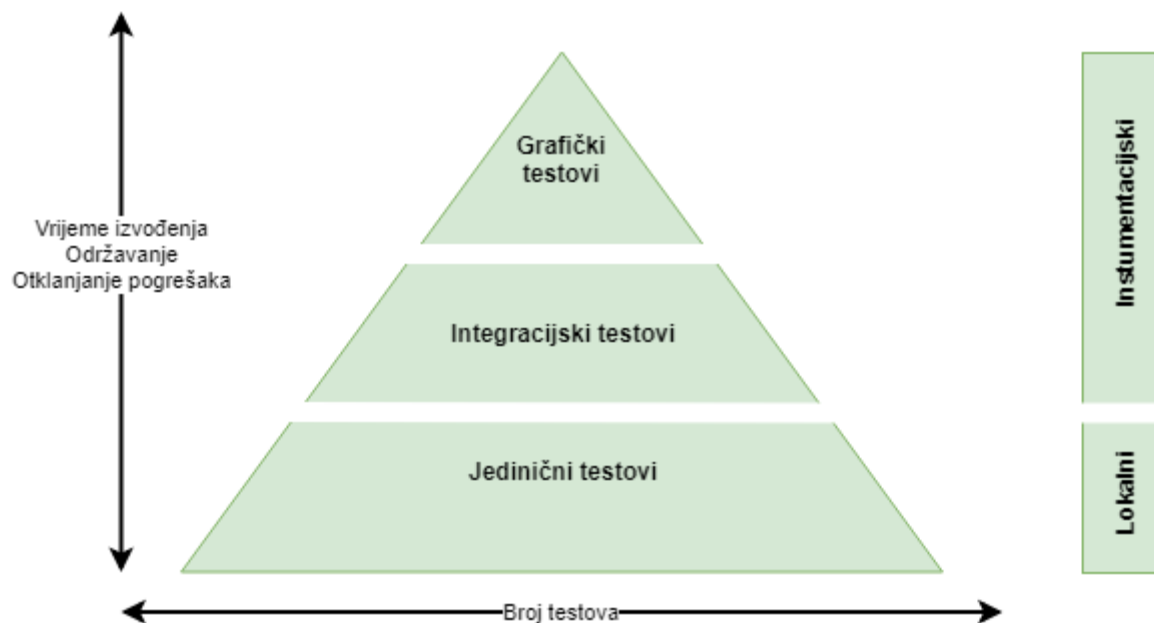 Grafički
testovi
Vrijeme izvođenja
Održavanje
Otklanjanje pogrešaka
Integracijski testovi
Jedinični testovi
Broj testova
Instumentacijski
Lokalni